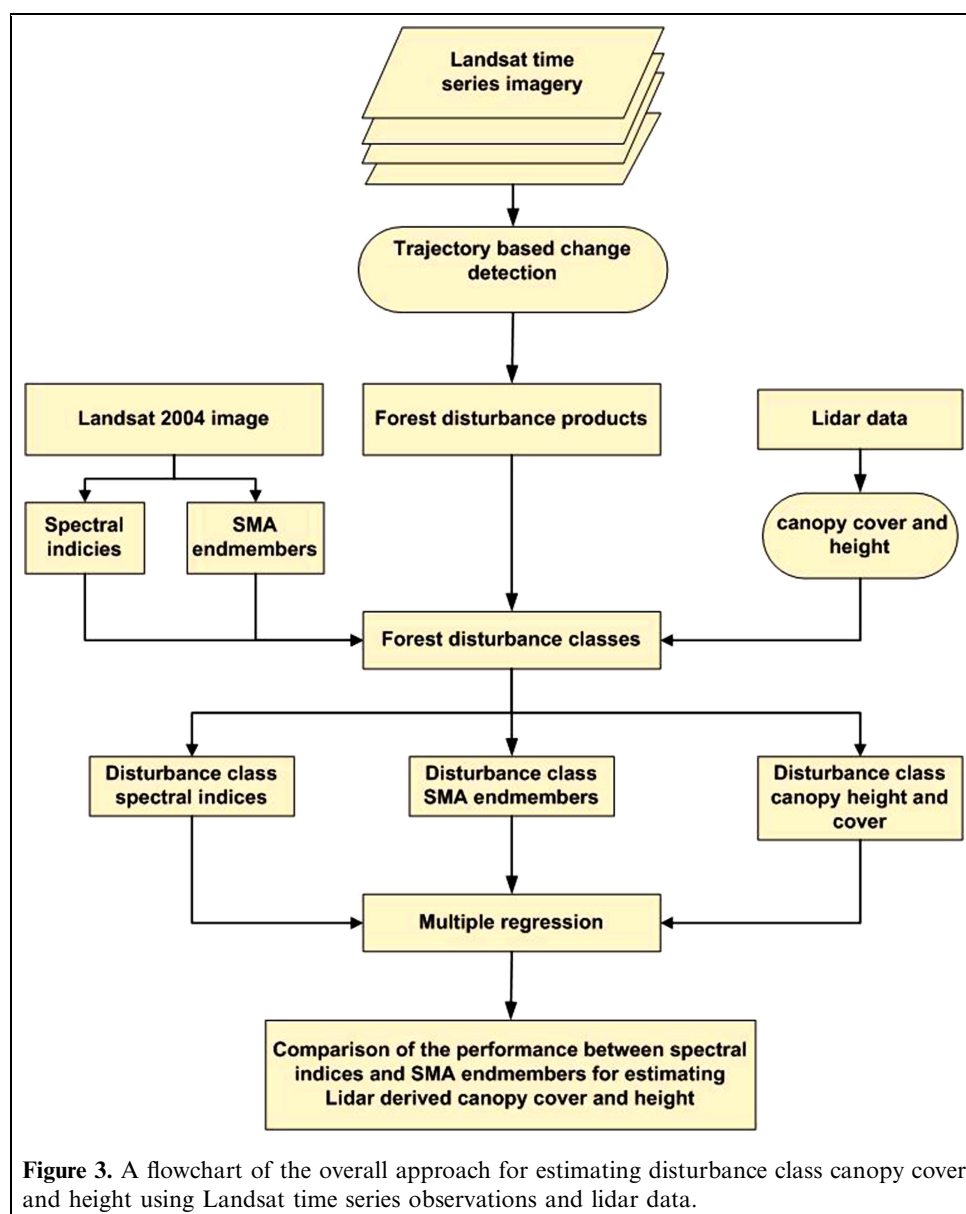 Landsat time
series imagery
Trajectory based change
detection
Landsat 2004 image
Forest disturbance products
Lidar data
Spectral
indicies
SMA
endmembers
canopy cover and
height
Forest disturbance classes
Disturbance class
spectral indices
Disturbance class
SMA endmembers
Disturbance class
canopy height and
cover
Multiple regression
Comparison of the performance between spectral
indices and SMA endmembers for estimating
Lidar derived canopy cover and height
Figure 3. A flowchart of the overall approach for estimating disturbance class canopy cover
and height using Landsat time series observations and lidar data.